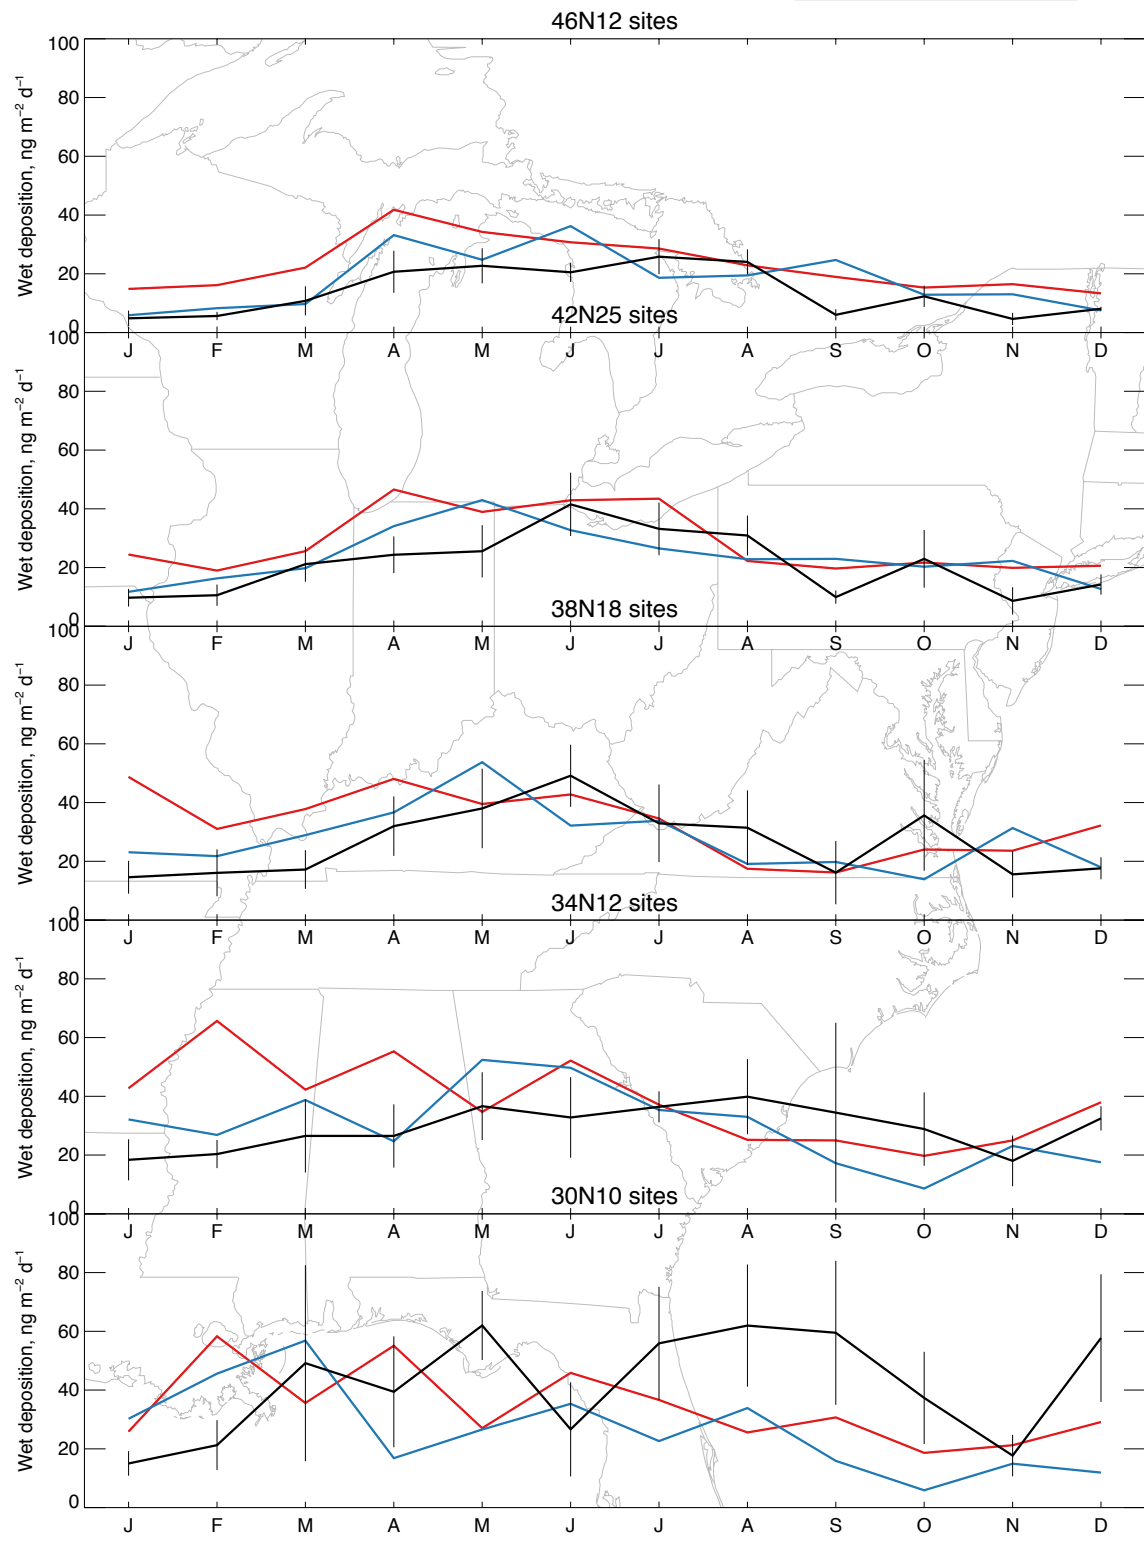 46N12 sites
100
80
60
40
20
0
Wet deposition, ng m⁻² d⁻¹
J F M A M J J A S O N D
42N25 sites
100
80
60
40
20
0
Wet deposition, ng m⁻² d⁻¹
J F M A M J J A S O N D
38N18 sites
100
80
60
40
20
0
Wet deposition, ng m⁻² d⁻¹
J F M A M J J A S O N D
34N12 sites
100
80
60
40
20
0
Wet deposition, ng m⁻² d⁻¹
J F M A M J J A S O N D
30N10 sites
100
80
60
40
20
0
Wet deposition, ng m⁻² d⁻¹
J F M A M J J A S O N D